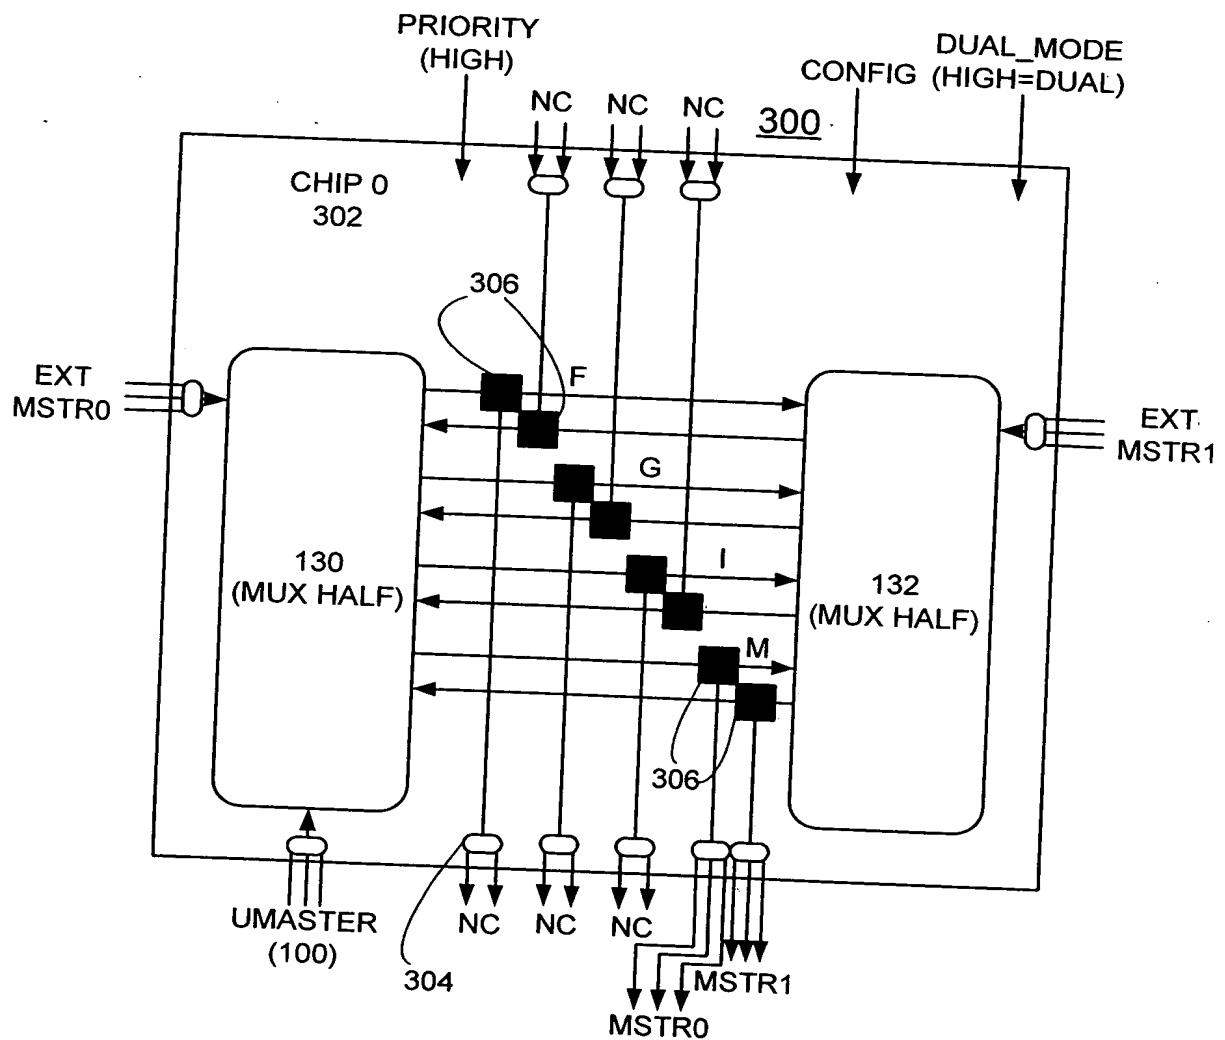 PRIORITY
(HIGH)
DUAL_MODE
(HIGH=DUAL)
CONFIG
NC
NC
NC
300
CHIP 0
302
306
F
EXT
MSTR0
EXT
MSTR1
G
I
130
(MUX HALF)
132
(MUX HALF)
M
306
UMASTER
(100)
NC
NC
NC
304
MSTR1
MSTR0